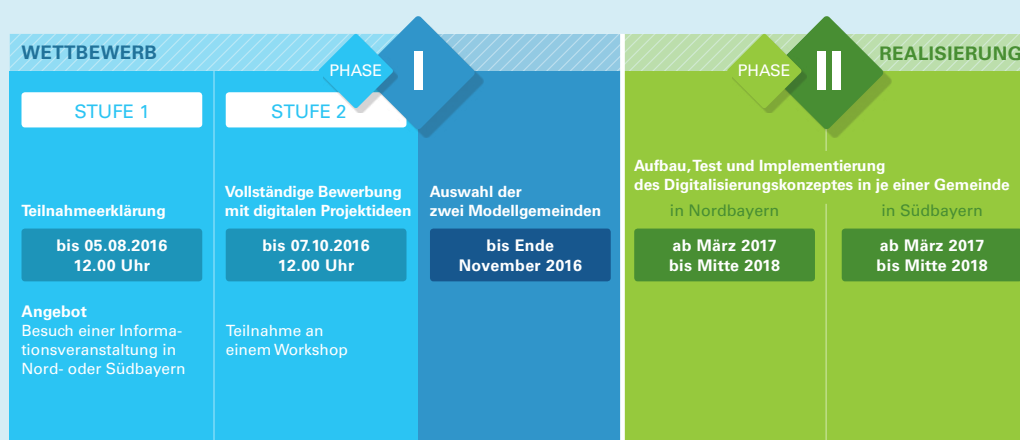 WETTBEWERB
PHASE I
STUFE 1
Teilnahmeerklärung
bis 05.08.2016
12.00 Uhr
Angebot
Besuch einer Informa-
tionsveranstaltung in
Nord- oder Südbayern
STUFE 2
Vollständige Bewerbung
mit digitalen Projektideen
bis 07.10.2016
12.00 Uhr
Teilnahme an
einem Workshop
Auswahl der
zwei Modellgemeinden
bis Ende
November 2016
PHASE II
REALISIERUNG
Aufbau, Test und Implementierung
des Digitalisierungskonzeptes in je einer Gemeinde
in Nordbayern
ab März 2017
bis Mitte 2018
in Südbayern
ab März 2017
bis Mitte 2018